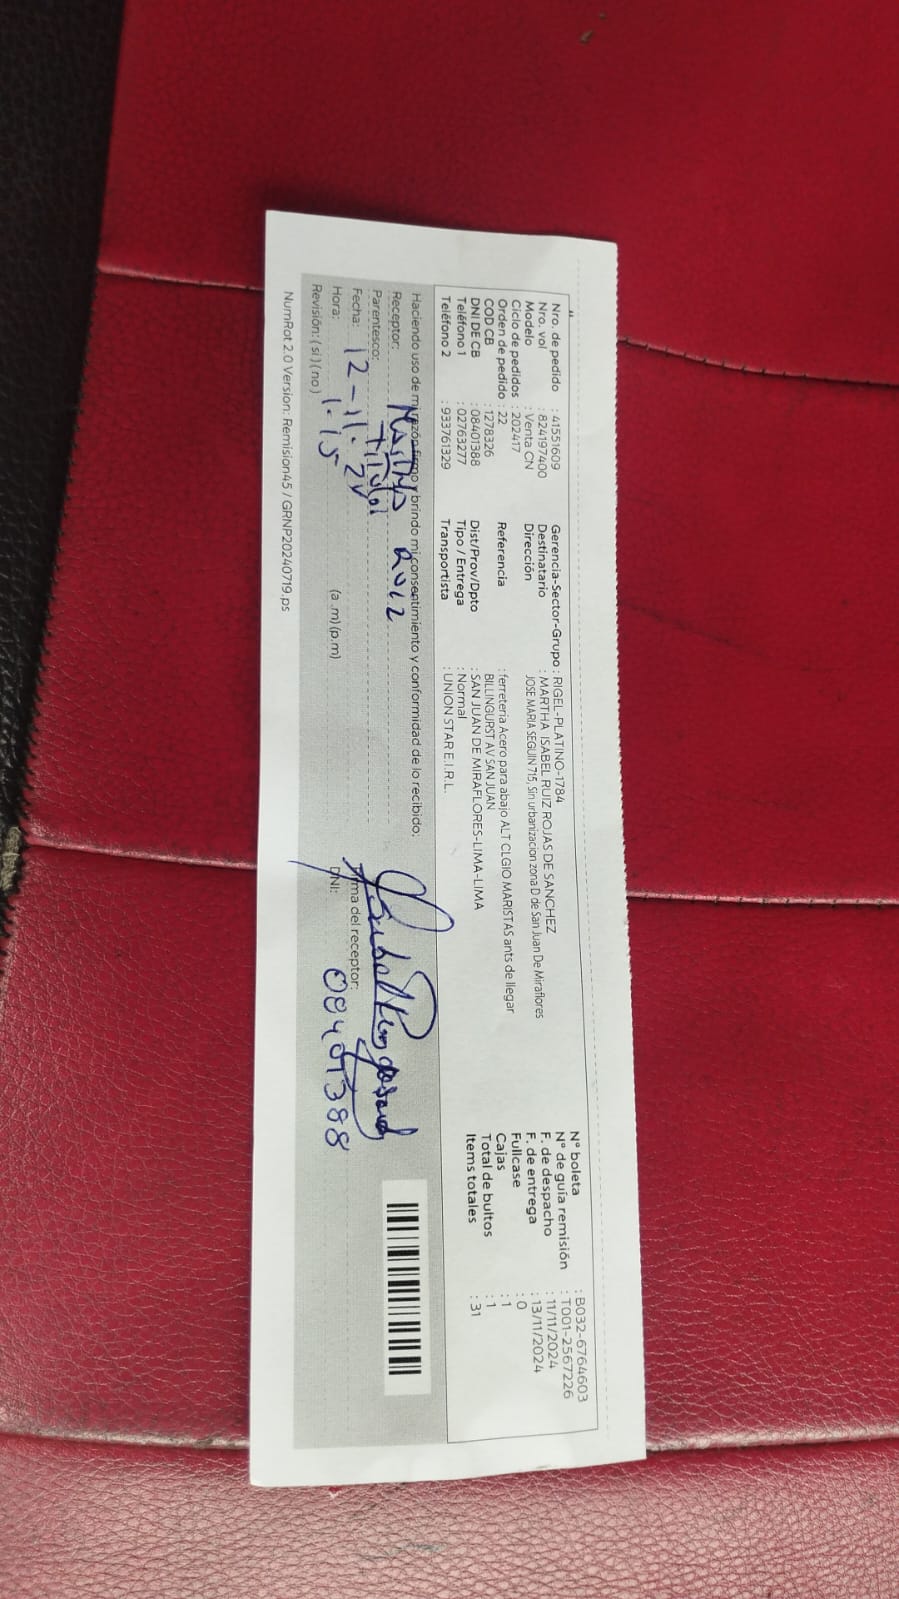 Nro. de pedido : 41551609
Nro. vol : 824197400
Modelo : Venta CN
Ciclo de pedidos : 202417
Orden de pedido : 22
COD CB : 1278326
DNI DE CB : 08401388
Teléfono 1 : 02763277
Teléfono 2 : 933761329
Gerencia-Sector-Grupo : RIGEL-PLATINO-1784
Destinatario : MARTHA ISABEL RUIZ ROJAS DE SANCHEZ
Dirección JOSE MARIA SEGUIN 715, Sin urbanizacion zona D de San Juan De Miraflores
Referencia : ferreteria Acero para abajo ALT CLGIO MARISTAS ants de llegar
BILLINGURST AV SAN JUAN
Dist/Prov/Dpto : SAN JUAN DE MIRAFLORES-LIMA-LIMA
Tipo / Entrega : Normal
Transportista : UNION STAR E.I.R.L.
N° boleta : B032-6764603
N° de guía remisión : T001-2567226
F. de despacho : 11/11/2024
F. de entrega : 13/11/2024
Fullcase : 0
Cajas : 1
Total de bultos : 1
Items totales : 31
Haciendo uso de mi razón firmo y brindo mi consentimiento y conformidad de lo recibido:
Receptor: Martha Ruiz
Parentesco: Titular
Fecha: 12-11-24
Hora: 1:15 (a.m)(p.m)
Revisión: (si)(no)
Firma del receptor:
DNI: 08401388
NumRot 2.0 Version: Remision45 / GRNP20240719.ps